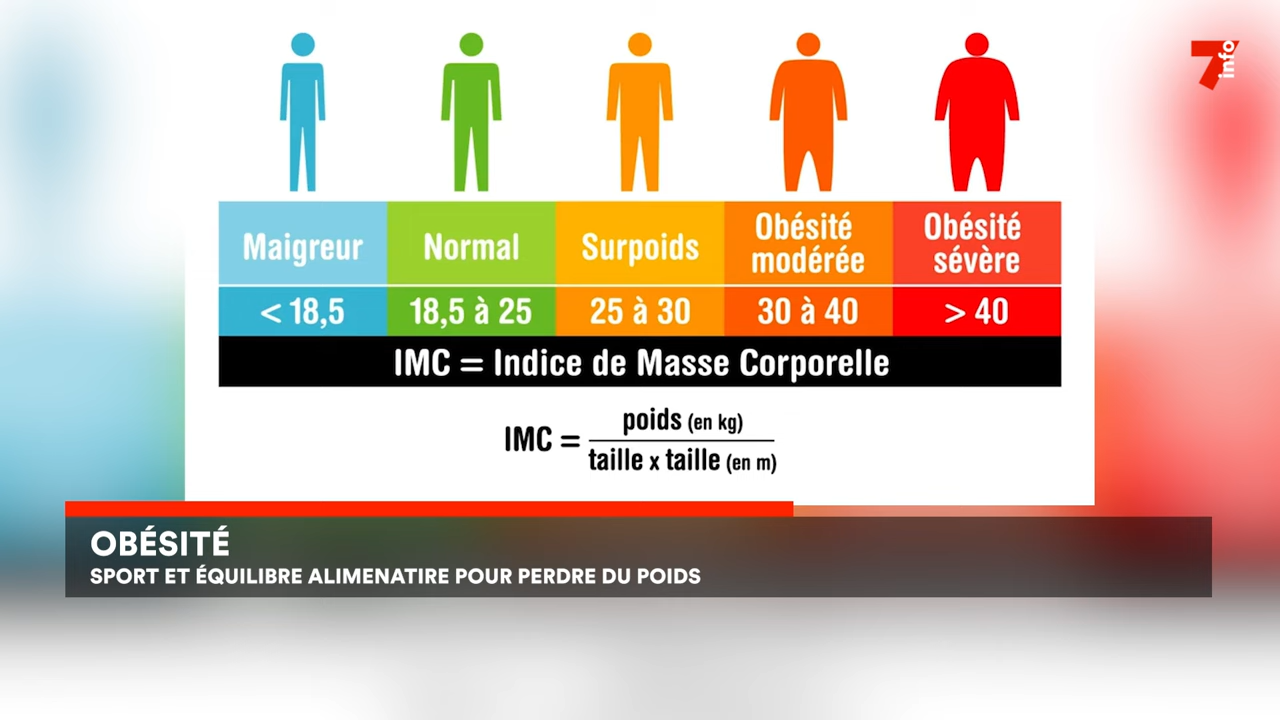 7info
Maigreur
Normal
Surpoids
Obésité
modérée
Obésité
sévère
< 18,5
18,5 à 25
25 à 30
30 à 40
> 40
IMC = Indice de Masse Corporelle
IMC = poids (en kg)
taille x taille (en m)
OBÉSITÉ
SPORT ET ÉQUILIBRE ALIMENATIRE POUR PERDRE DU POIDS